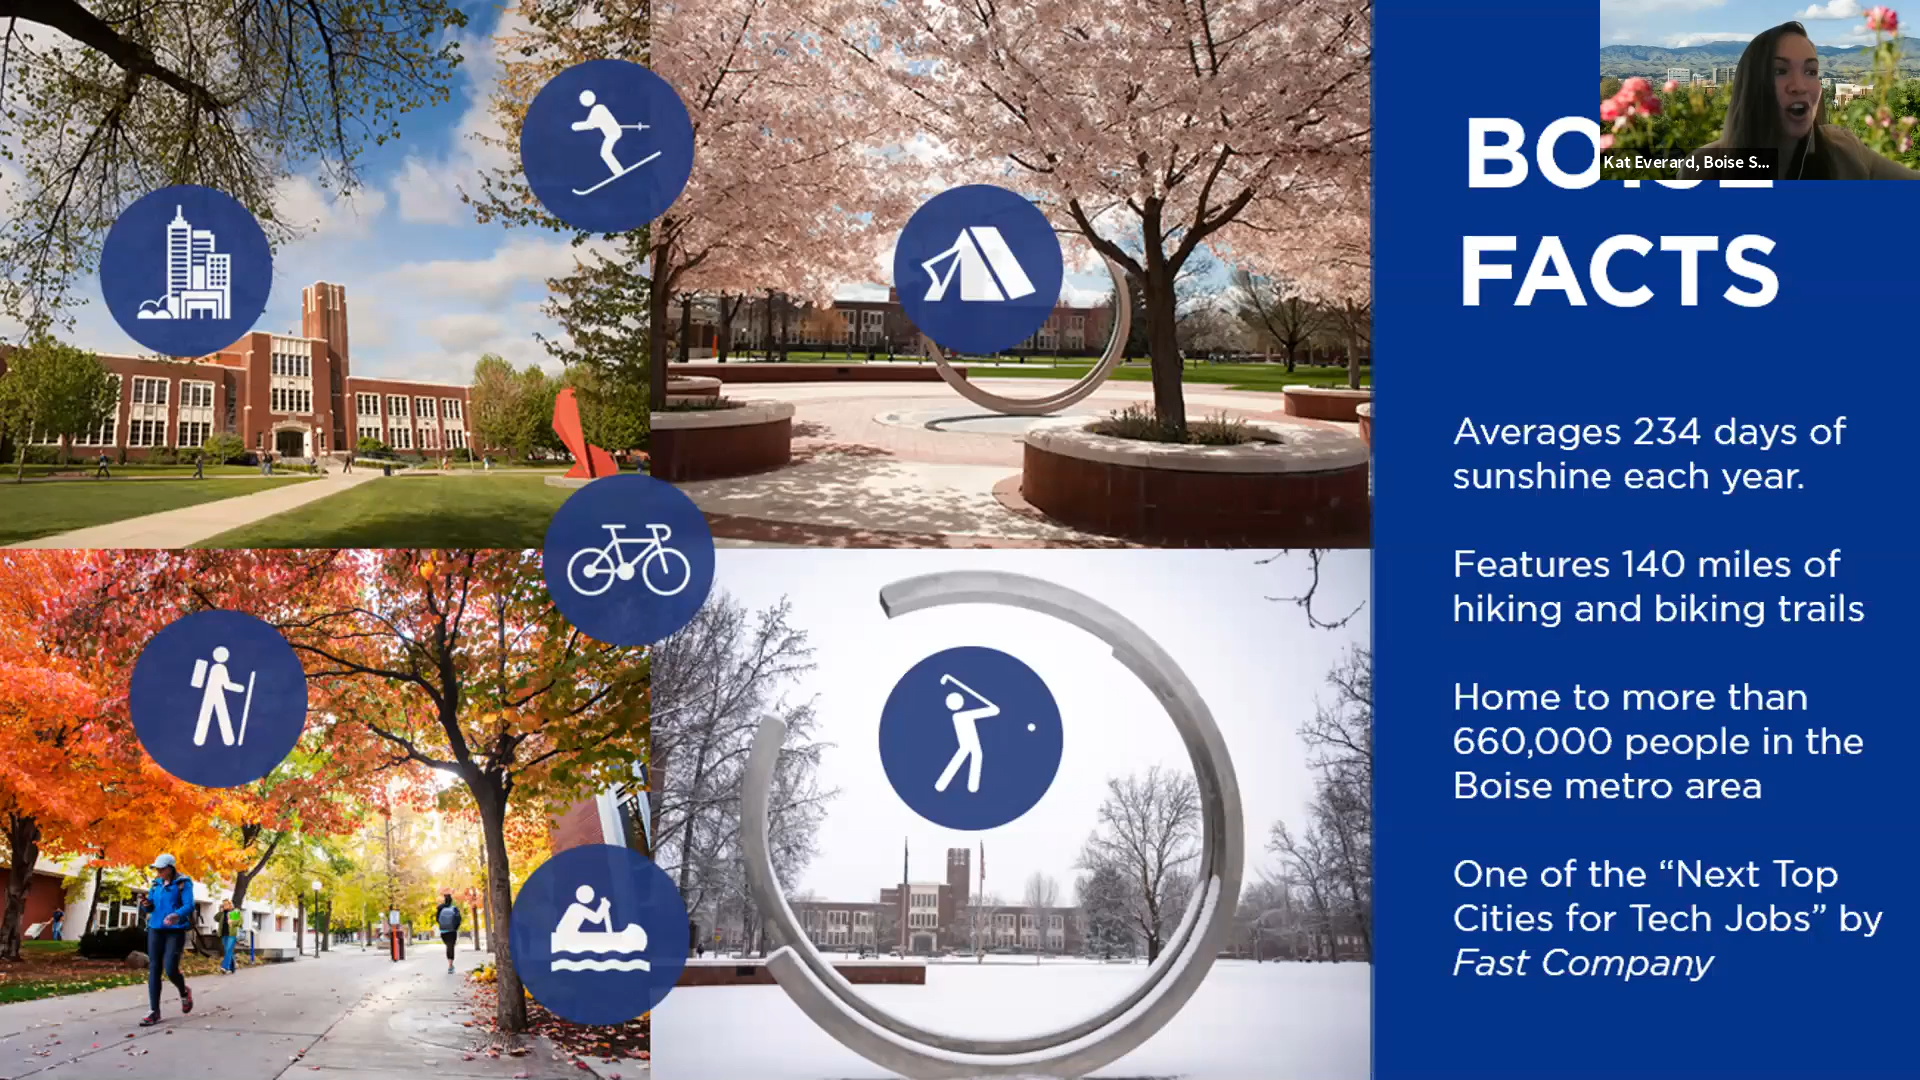 Kat Everard, Boise S...
FACTS
Averages 234 days of
sunshine each year.
Features 140 miles of
hiking and biking trails
Home to more than
660,000 people in the
Boise metro area
One of the “Next Top
Cities for Tech Jobs” by
Fast Company